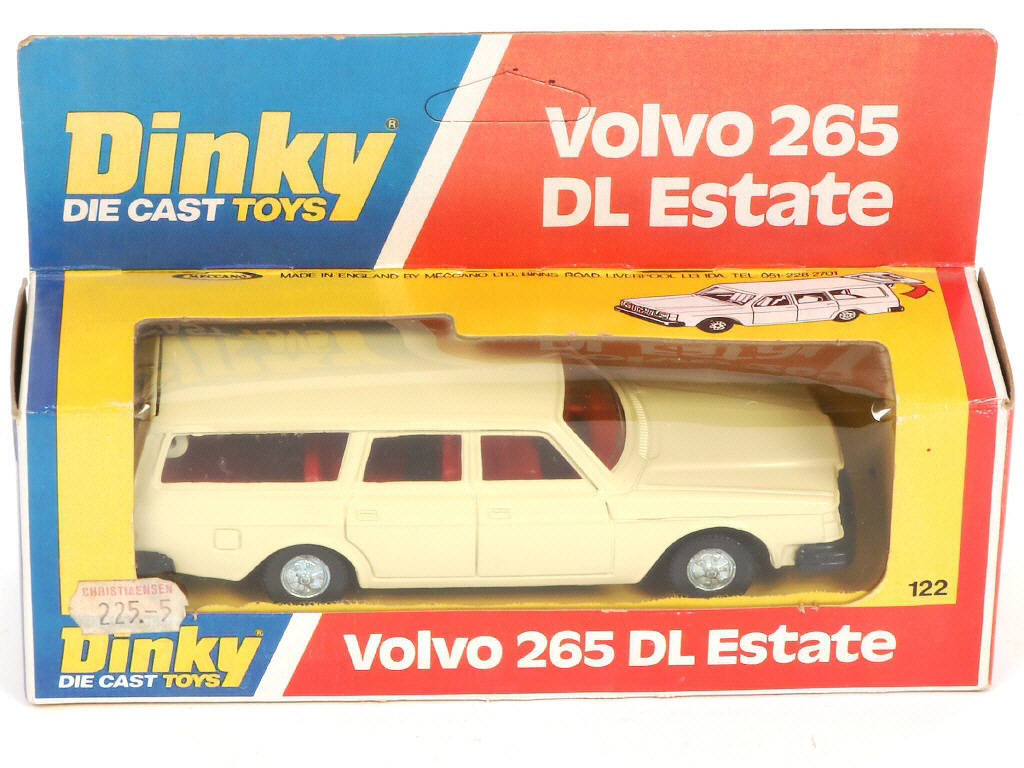 Dinky®
DIE CAST TOYS
Volvo 265
DL Estate
MECCANO
MADE IN ENGLAND BY MECCANO LTD. BINNS ROAD. LIVERPOOL L13 1DA. TEL 051-228 2701
122
CHRISTIAENSEN
225.-5
Dinky®
DIE CAST TOYS
Volvo 265 DL Estate